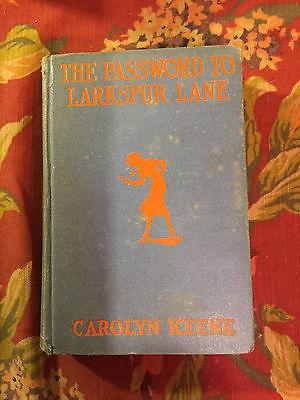 THE PASSWORD TO
LARKSPUR LANE
CAROLYN KEENE